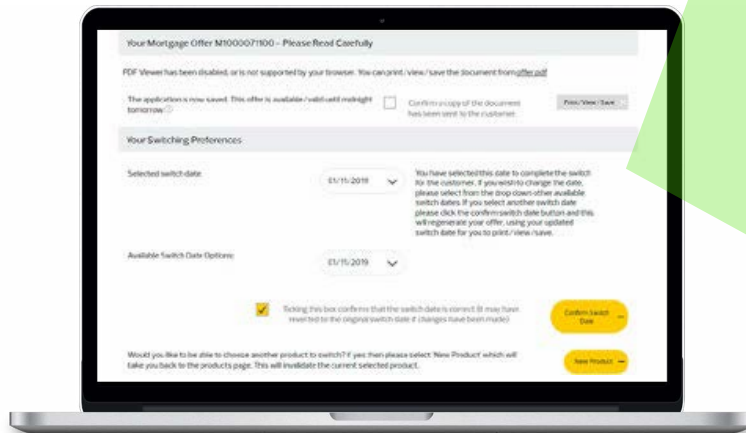 Your Mortgage Offer M1000071100 - Please Read Carefully
PDF Viewer has been disabled, or is not supported by your browser. You can print / view / save the document from offer.pdf
The application is now saved. This offer is available / valid until midnight
tomorrow
Confirm a copy of the document
has been sent to the customer.
Print / View / Save
Your Switching Preferences
Selected switch date:
01/11/2019
You have selected this date to complete the switch
for the customer. If you wish to change the date,
please select from the drop down other available
switch dates. If you select another switch date
please click the confirm switch date button and this
will regenerate your offer, using your updated
switch date for you to print / view / save.
Available Switch Date Options:
01/11/2019
Ticking this box confirms that the switch date is correct (it may have
reverted to the original switch date if changes have been made)
Confirm Switch
Date
Would you like to be able to choose another product to switch? If yes then please select 'New Product' which will
take you back to the products page. This will invalidate the current selected product.
New Product